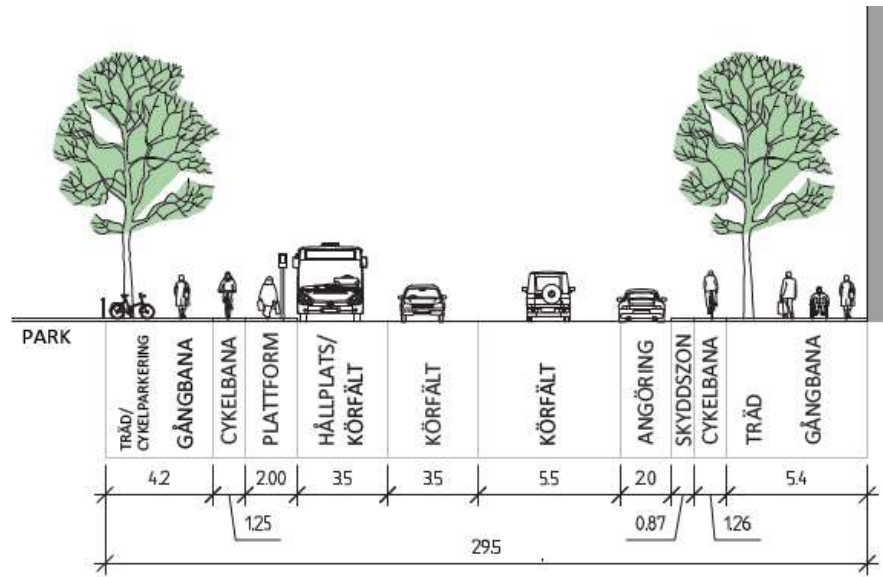 PARK
TRÄD/
CYKELPARKERING
GÅNGBANA
CYKELBANA
PLATTFORM
HÅLLPLATS/
KÖRFÄLT
KÖRFÄLT
KÖRFÄLT
ANGÖRING
SKYDDSZON
CYKELBANA
TRÄD
GÅNGBANA
4.2
2.00
3.5
3.5
5.5
2.0
5.4
1.25
0.87
1.26
29.5